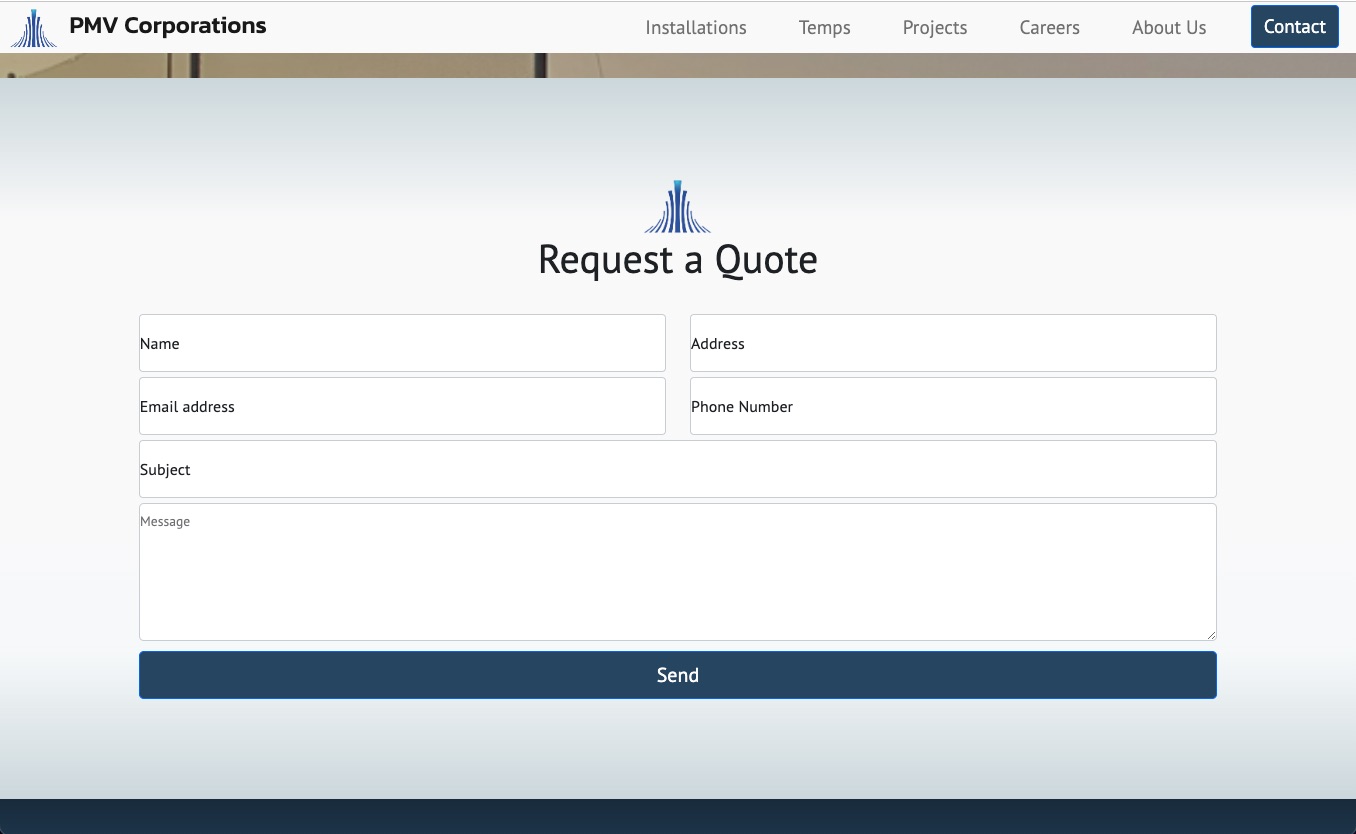 PMV Corporations Installations Temps Projects Careers About Us Contact
Request a Quote
Name Address
Email address Phone Number
Subject
Message
Send